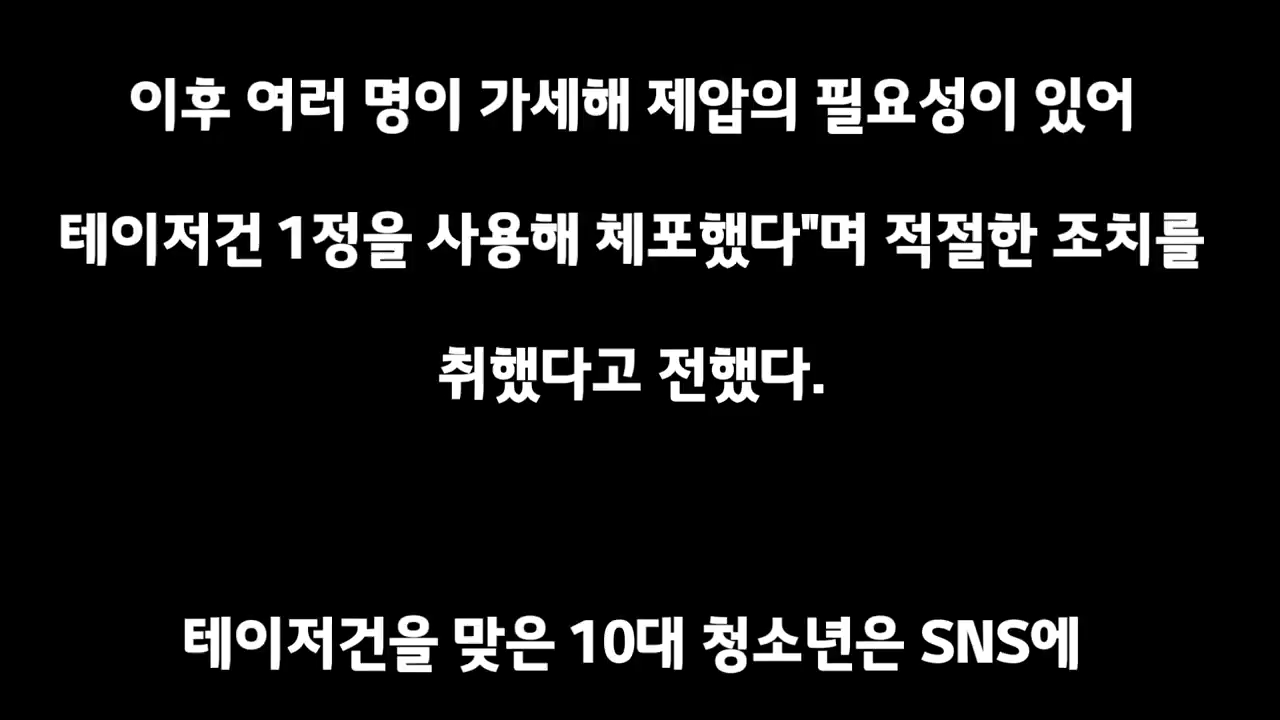 이후 여러 명이 가세해 제압의 필요성이 있어
테이저건 1정을 사용해 체포했다"며 적절한 조치를
취했다고 전했다.
테이저건을 맞은 10대 청소년은 SNS에